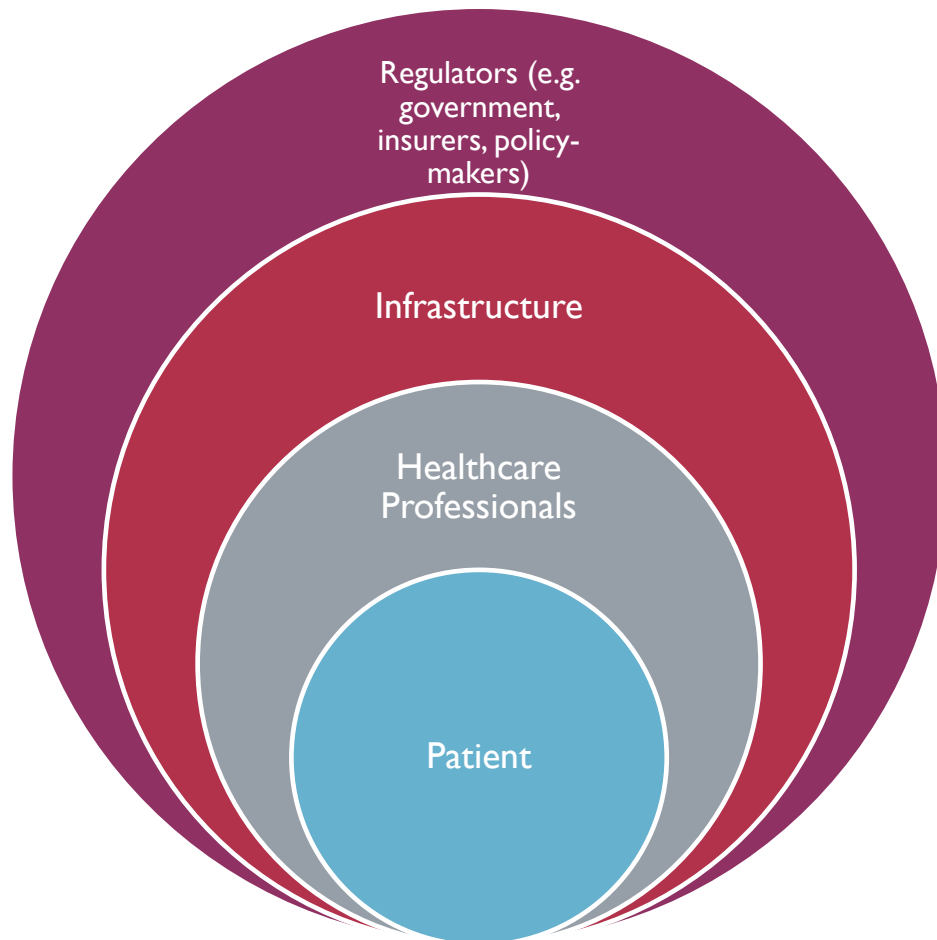 Regulators (e.g.
government,
insurers, policy-
makers)
Infrastructure
Healthcare
Professionals
Patient